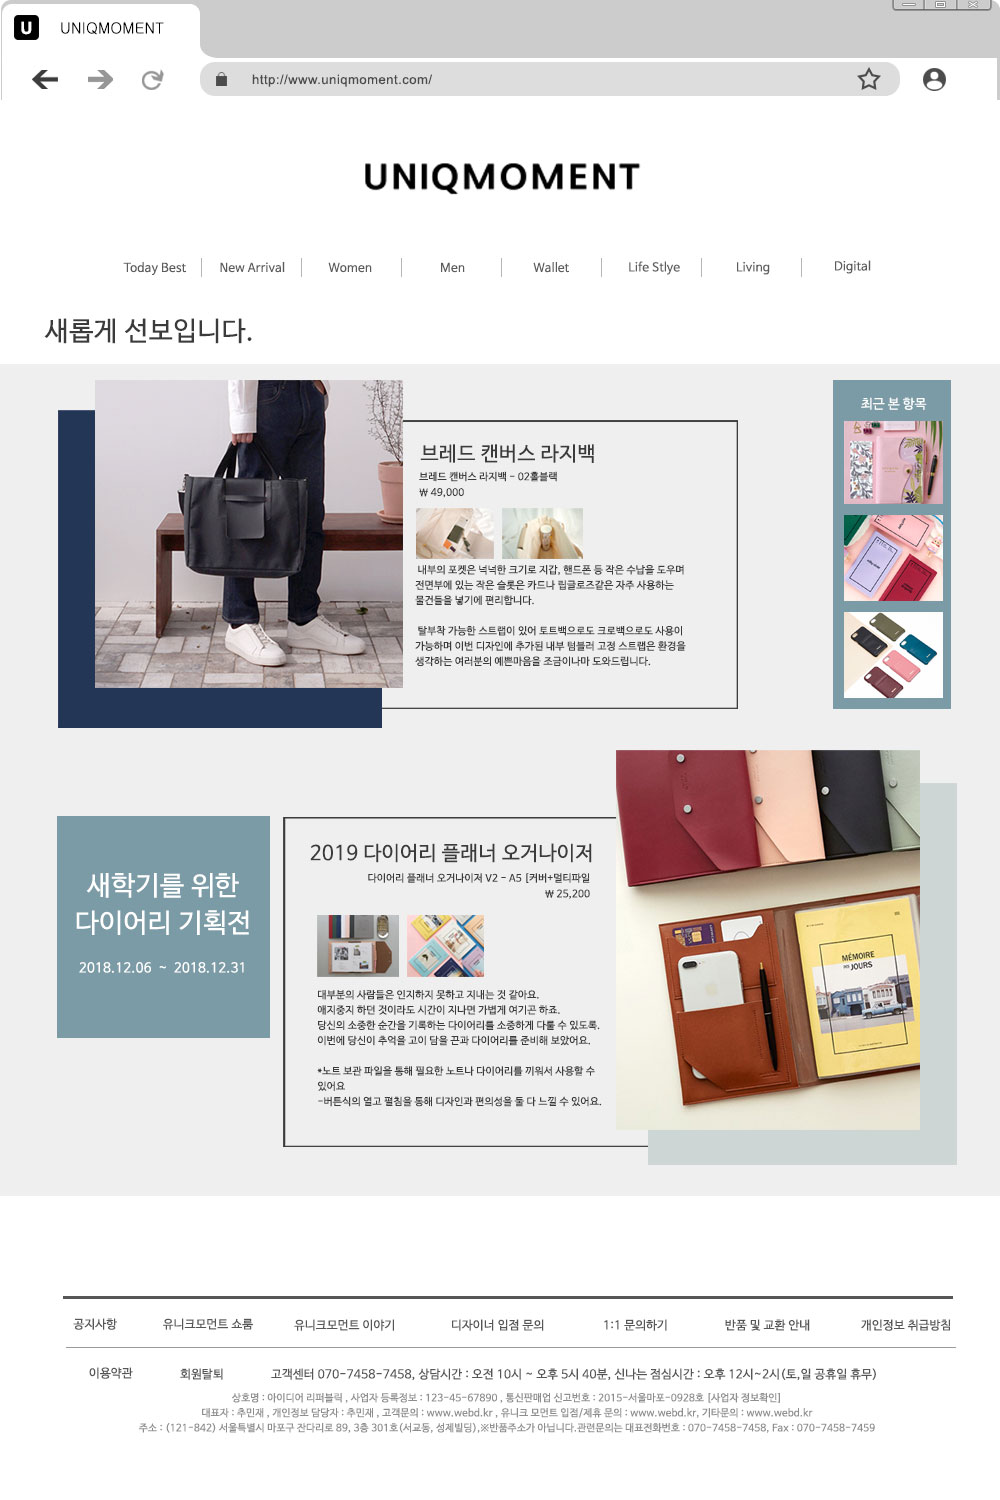 U UNIQMOMENT
http://www.uniqmoment.com/
UNIQMOMENT
Today Best New Arrival Women Men Wallet Life Stlye Living Digital
새롭게 선보입니다.
브레드 캔버스 라지백
브레드 캔버스 라지백 - 02홀블랙
₩ 49,000
내부의 포켓은 넉넉한 크기로 지갑, 핸드폰 등 작은 수납을 도우며
전면부에 있는 작은 슬롯은 카드나 립글로즈같은 자주 사용하는
물건들을 넣기에 편리합니다.
탈부착 가능한 스트랩이 있어 토트백으로도 크로백으로도 사용이
가능하며 이번 디자인에 추가된 내부 텀블러 고정 스트랩은 환경을
생각하는 여러분의 예쁜마음을 조금이나마 도와드립니다.
최근 본 항목
새학기를 위한
다이어리 기획전
2018.12.06 ~ 2018.12.31
2019 다이어리 플래너 오거나이저
다이어리 플래너 오거나이저 V2 - A5 [커버+멀티파일
₩ 25,200
대부분의 사람들은 인지하지 못하고 지내는 것 같아요.
애지중지 하던 것이라도 시간이 지나면 가볍게 여기곤 하죠.
당신의 소중한 순간을 기록하는 다이어리를 소중하게 다룰 수 있도록.
이번에 당신이 추억을 고이 담을 끈과 다이어리를 준비해 보았어요.
*노트 보관 파일을 통해 필요한 노트나 다이어리를 끼워서 사용할 수
있어요
-버튼식의 열고 펼침을 통해 디자인과 편의성을 둘 다 느낄 수 있어요.
MÉMOIRE
DES JOURS
공지사항 유니크모먼트 쇼룸 유니크모먼트 이야기 디자이너 입점 문의 1:1 문의하기 반품 및 교환 안내 개인정보 취급방침
이용약관 회원탈퇴 고객센터 070-7458-7458, 상담시간 : 오전 10시 ~ 오후 5시 40분, 신나는 점심시간 : 오후 12시~2시(토,일 공휴일 휴무)
상호명 : 아이디어 리퍼블릭 , 사업자 등록정보 : 123-45-67890 , 통신판매업 신고번호 : 2015-서울마포-0928호 [사업자 정보확인]
대표자 : 추민재 , 개인정보 담당자 : 추민재 , 고객문의 : www.webd.kr , 유니크 모먼트 입점/제휴 문의 : www.webd.kr, 기타문의 : www.webd.kr
주소 : (121-842) 서울특별시 마포구 잔다리로 89, 3층 301호(서교동, 성제빌딩),※반품주소가 아닙니다.관련문의는 대표전화번호 : 070-7458-7458, Fax : 070-7458-7459